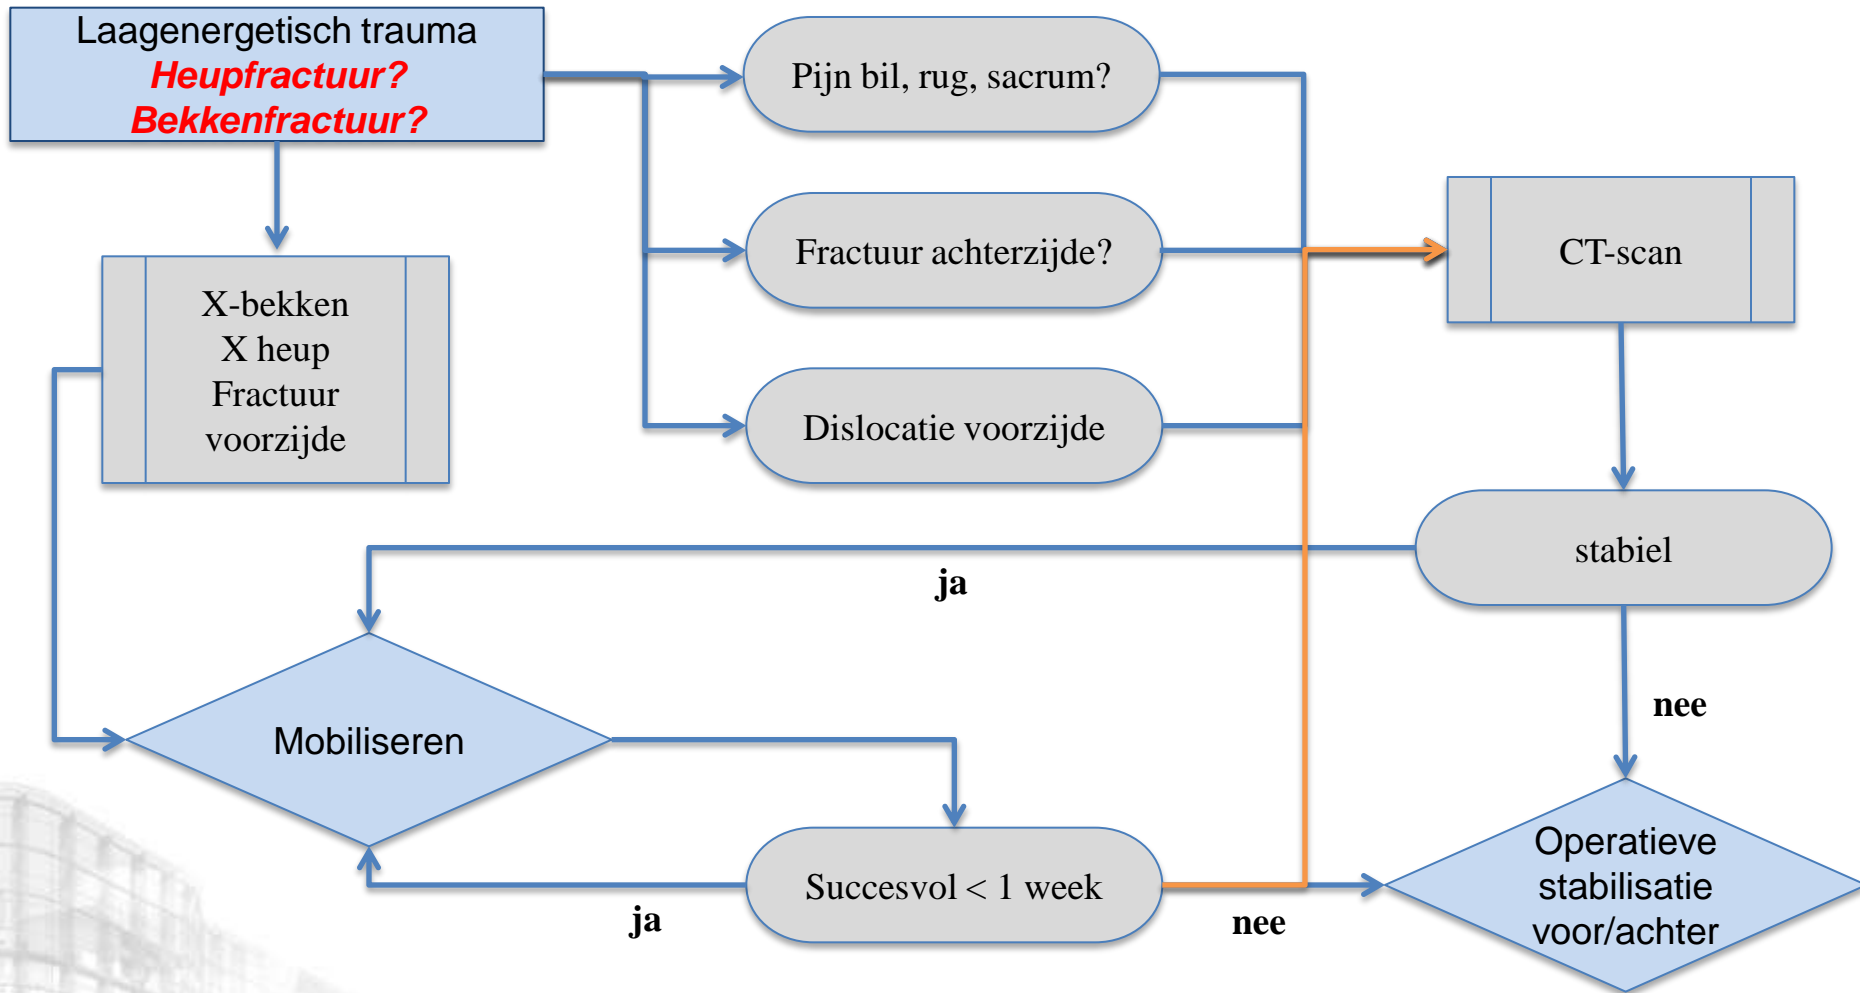 Laagenergetisch trauma
Heupfractuur?
Bekkenfractuur?
Pijn bil, rug, sacrum?
Fractuur achterzijde?
Dislocatie voorzijde
CT-scan
X-bekken
X heup
Fractuur
voorzijde
stabiel
ja
nee
Mobiliseren
Succesvol < 1 week
ja
nee
Operatieve
stabilisatie
voor/achter